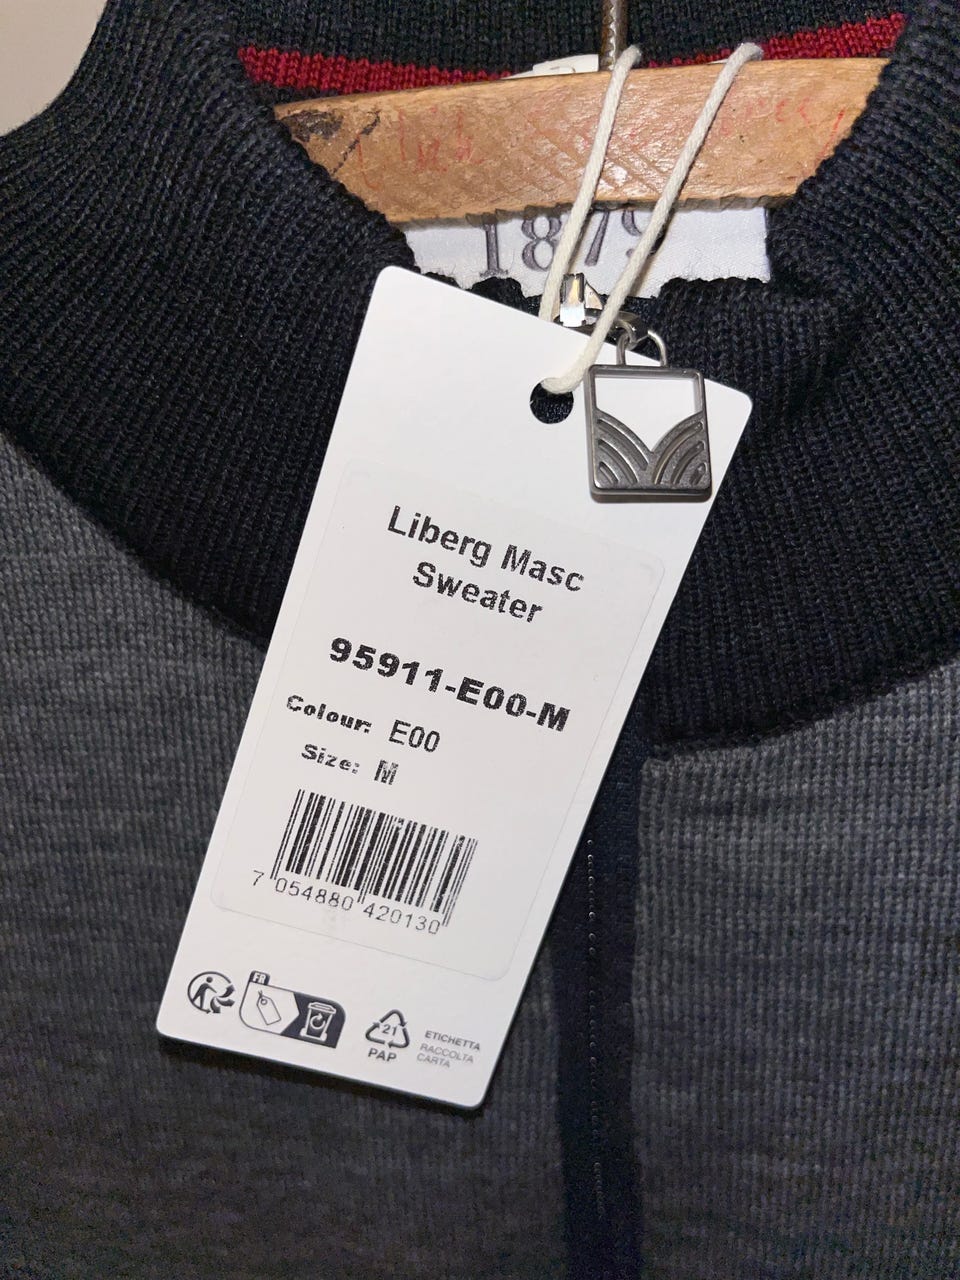 1879
Liberg Masc
Sweater
95911-E00-M
Colour: E00
Size: M
7 054880 420130
FR
21
PAP
ETICHETTA
RACCOLTA
CARTA